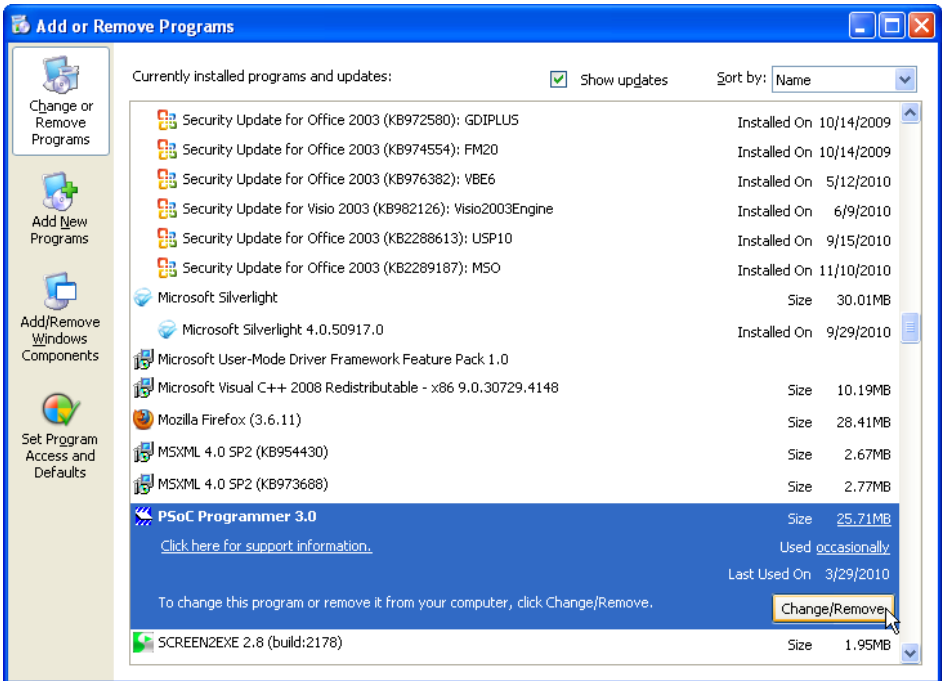 Add or Remove Programs
Change or
Remove
Programs
Add New
Programs
Add/Remove
Windows
Components
Set Program
Access and
Defaults
Currently installed programs and updates:
Show updates
Sort by: Name
Security Update for Office 2003 (KB972580): GDIPLUS Installed On 10/14/2009
Security Update for Office 2003 (KB974554): FM20 Installed On 10/14/2009
Security Update for Office 2003 (KB976382): VBE6 Installed On 5/12/2010
Security Update for Visio 2003 (KB982126): Visio2003Engine Installed On 6/9/2010
Security Update for Office 2003 (KB2288613): USP10 Installed On 9/15/2010
Security Update for Office 2003 (KB2289187): MSO Installed On 11/10/2010
Microsoft Silverlight Size 30.01MB
Microsoft Silverlight 4.0.50917.0 Installed On 9/29/2010
Microsoft User-Mode Driver Framework Feature Pack 1.0
Microsoft Visual C++ 2008 Redistributable - x86 9.0.30729.4148 Size 10.19MB
Mozilla Firefox (3.6.11) Size 28.41MB
MSXML 4.0 SP2 (KB954430) Size 2.67MB
MSXML 4.0 SP2 (KB973688) Size 2.77MB
PSoC Programmer 3.0 Size 25.71MB
Click here for support information. Used occasionally
Last Used On 3/29/2010
To change this program or remove it from your computer, click Change/Remove. Change/Remove
SCREEN2EXE 2.8 (build:2178) Size 1.95MB